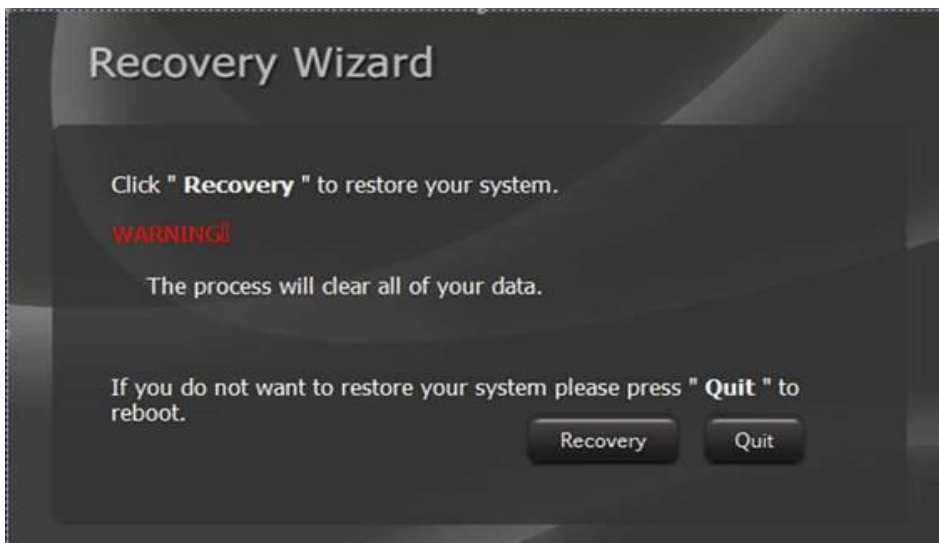 Recovery Wizard
Click " Recovery " to restore your system.
WARNING
The process will clear all of your data.
If you do not want to restore your system please press " Quit " to
reboot.
Recovery
Quit